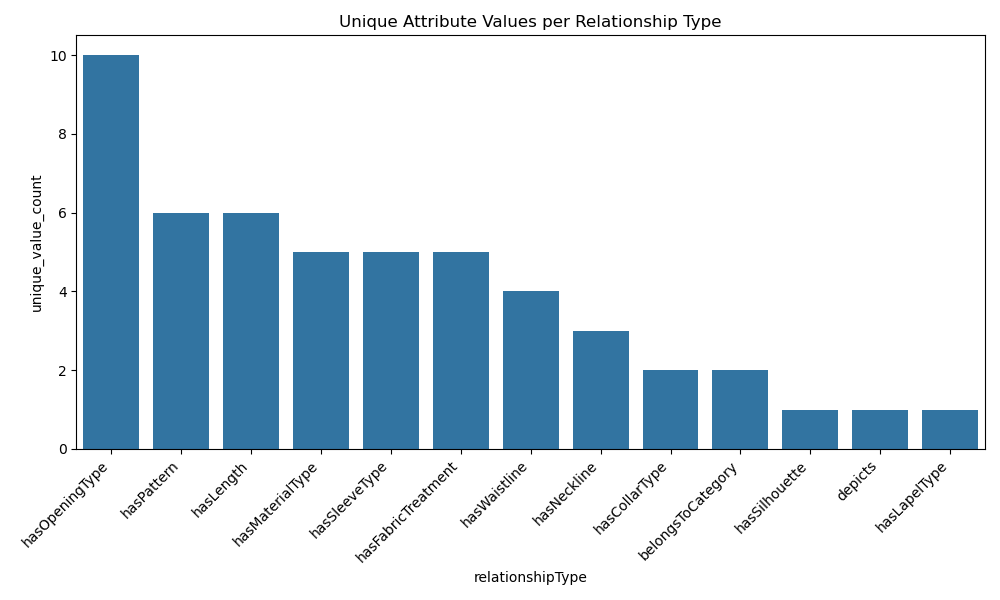 Unique Attribute Values per Relationship Type
unique_value_count
10
8
6
4
2
0
hasOpeningType
hasPattern
hasLength
hasMaterialType
hasSleeveType
hasFabricTreatment
hasWaistline
hasNeckline
hasCollarType
belongsToCategory
hasSilhouette
depicts
hasLapelType
relationshipType